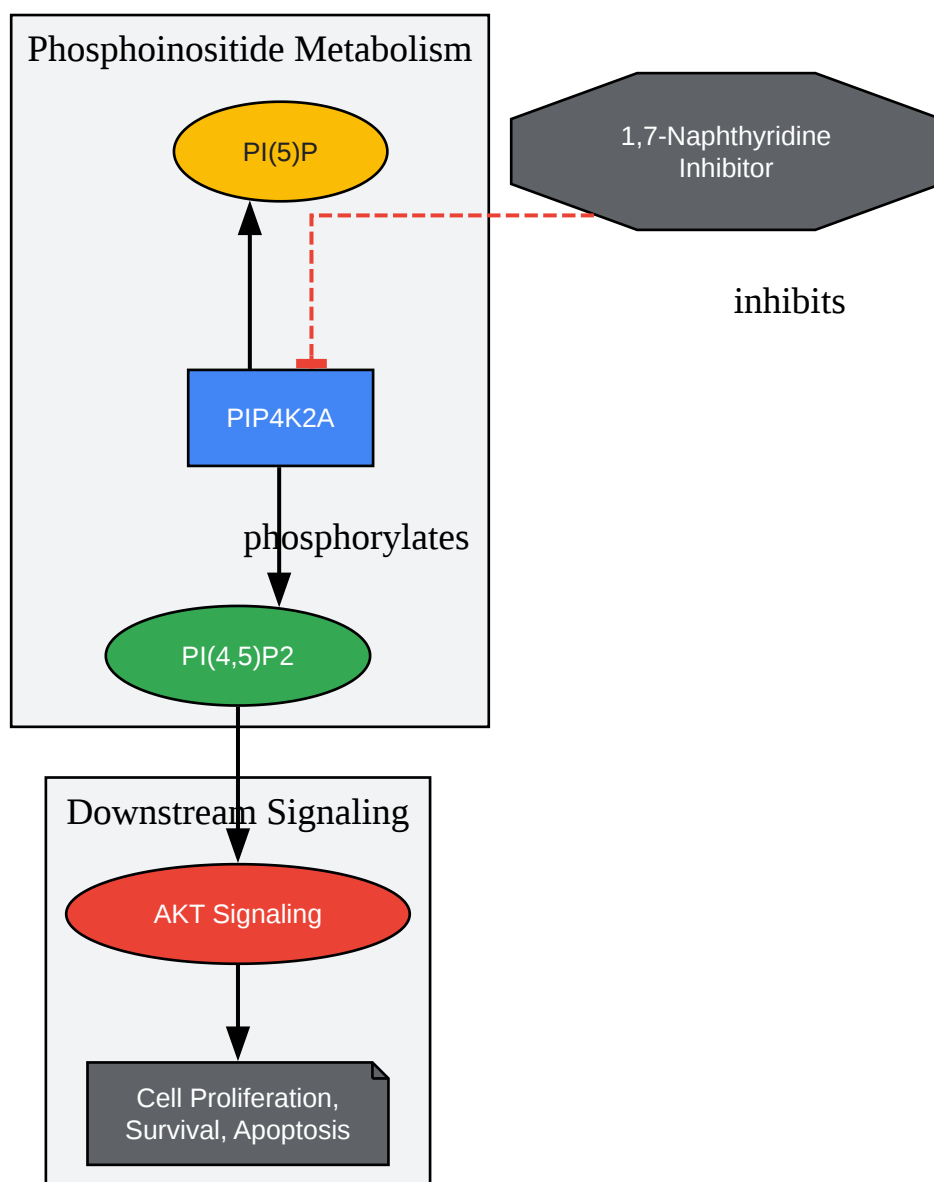 Phosphoinositide Metabolism
PI(5)P
1,7-Naphthyridine
Inhibitor
inhibits
PIP4K2A
phosphorylates
PI(4,5)P2
Downstream Signaling
AKT Signaling
Cell Proliferation,
Survival, Apoptosis